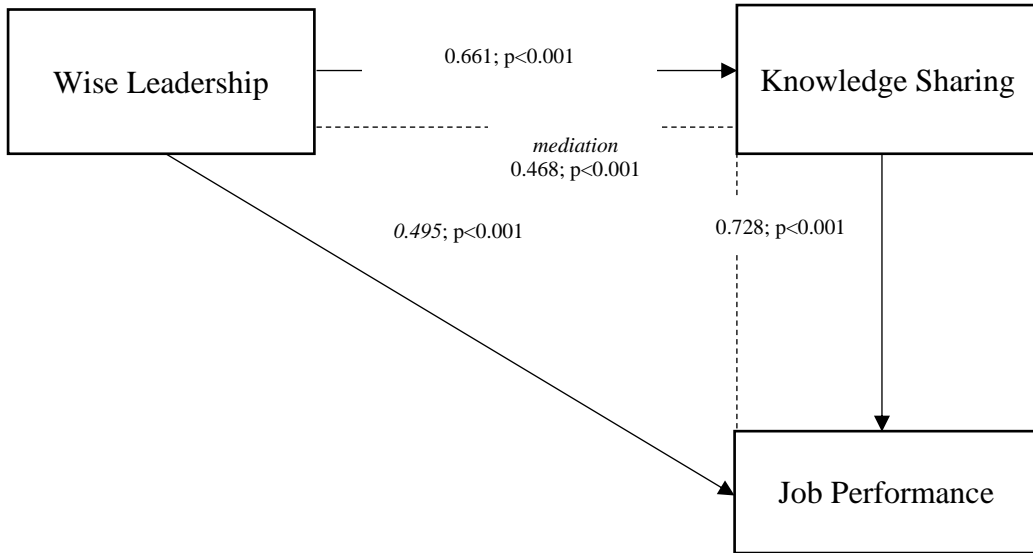 Wise Leadership
0.661; p<0.001
Knowledge Sharing
mediation
0.468; p<0.001
0.495; p<0.001
0.728; p<0.001
Job Performance